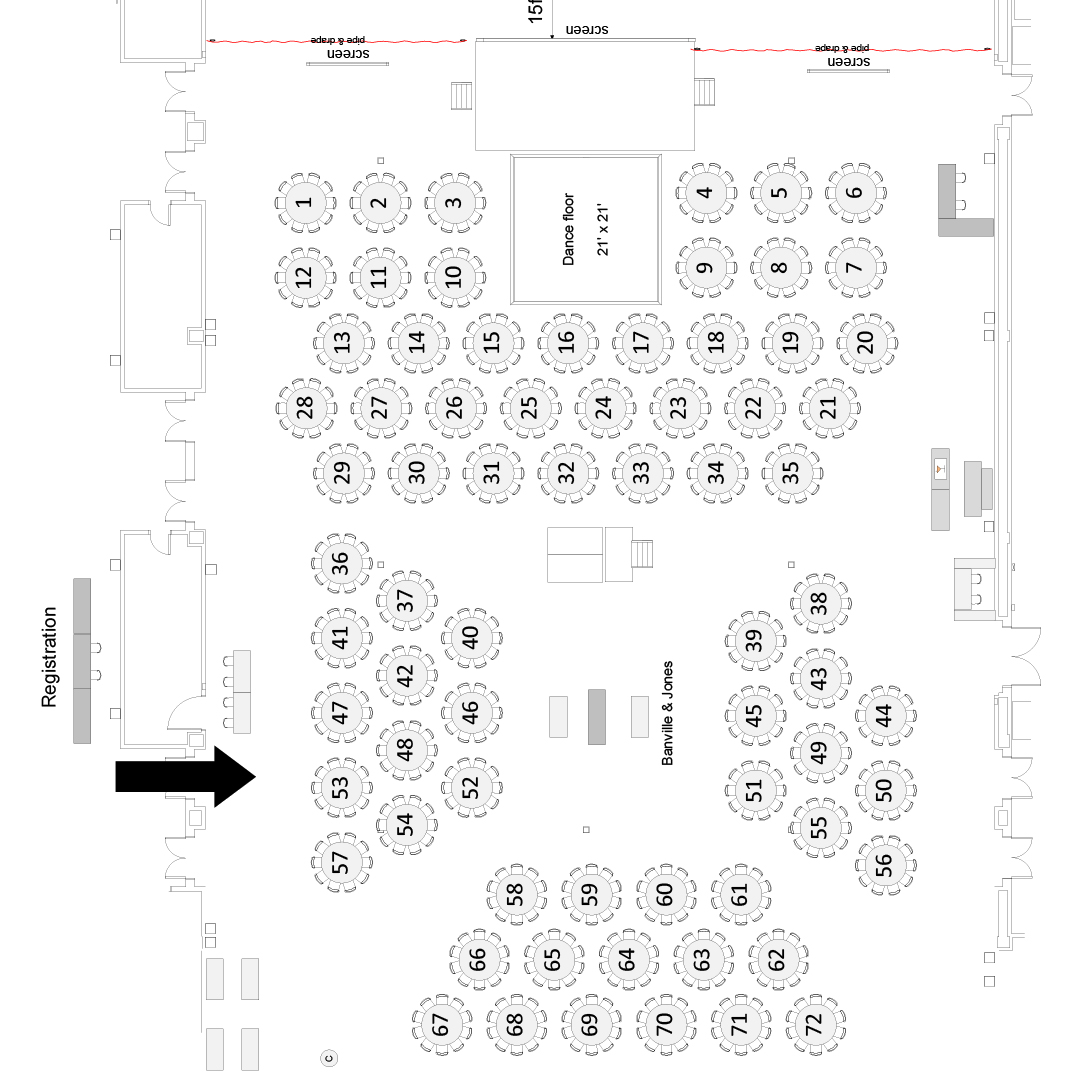 Registration
C
57 53 47 41 36
54 48 42 37
52 46 40
28
12 1
29 13
27 11 2
30 14
26 10 3
31 15
25
32 16
24
33 17
23
34 18
22
35 19
21
20
screen
pipe & drape
67
66
68 58
65
69 59
64
70 60
63
71 61
62
72
Dance floor
21' x 21'
15f
screen
Banville & Jones
51 45 39
55 49 43 38
56 50 44
9 4
8 5
7 6
screen
pipe & drape